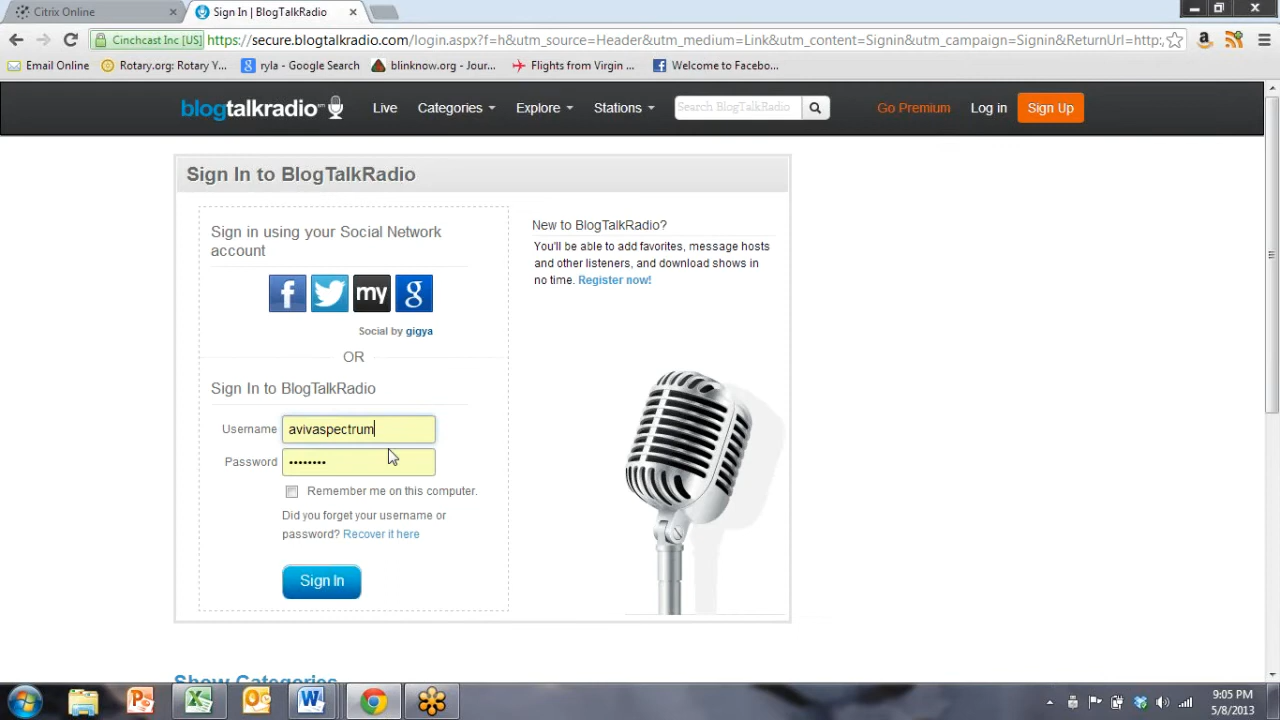 Citrix Online
Sign In | BlogTalkRadio
Cinchcast Inc [US]
https://secure.blogtalkradio.com/login.aspx?f=h&utm_source=Header&utm_medium=Link&utm_content=Signin&utm_campaign=Signin&ReturnUrl=http:
Email Online
Rotary.org: Rotary Y...
ryla - Google Search
blinknow.org - Jour...
Flights from Virgin ...
Welcome to Facebo...
blogtalkradio
Live
Categories
Explore
Stations
Search BlogTalkRadio
Go Premium
Log in
Sign Up
Sign In to BlogTalkRadio
Sign in using your Social Network
account
f
my
g
Social by gigya
OR
Sign In to BlogTalkRadio
Username avivaspectrum
Password ••••••••
Remember me on this computer.
Did you forget your username or
password? Recover it here
Sign In
New to BlogTalkRadio?
You'll be able to add favorites, message hosts
and other listeners, and download shows in
no time. Register now!
Show Categories
9:05 PM
5/8/2013